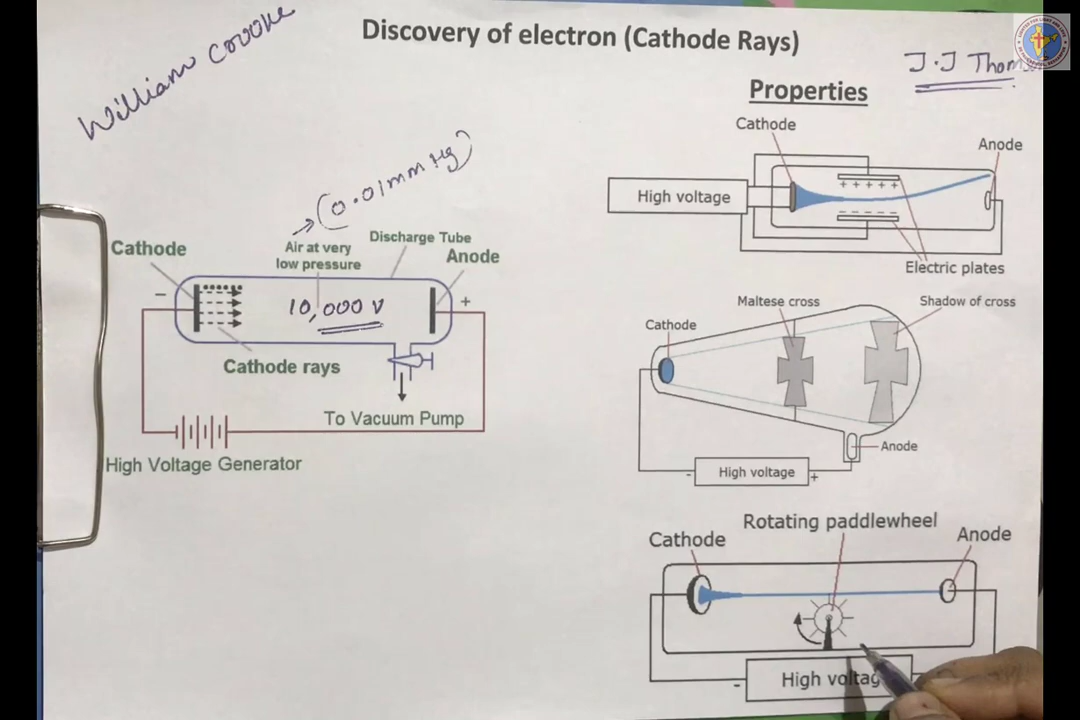 Discovery of electron (Cathode Rays)
William Crooke
J.J Thom
Properties
Cathode
Anode
High voltage
+ + + + +
- - - - -
Electric plates
(0.01mm Hg)
Discharge Tube
Air at very
low pressure
Cathode
Anode
-
+
10,000 V
Cathode rays
To Vacuum Pump
High Voltage Generator
Maltese cross
Shadow of cross
Cathode
Anode
-
High voltage
+
Rotating paddlewheel
Cathode
Anode
-
High voltag